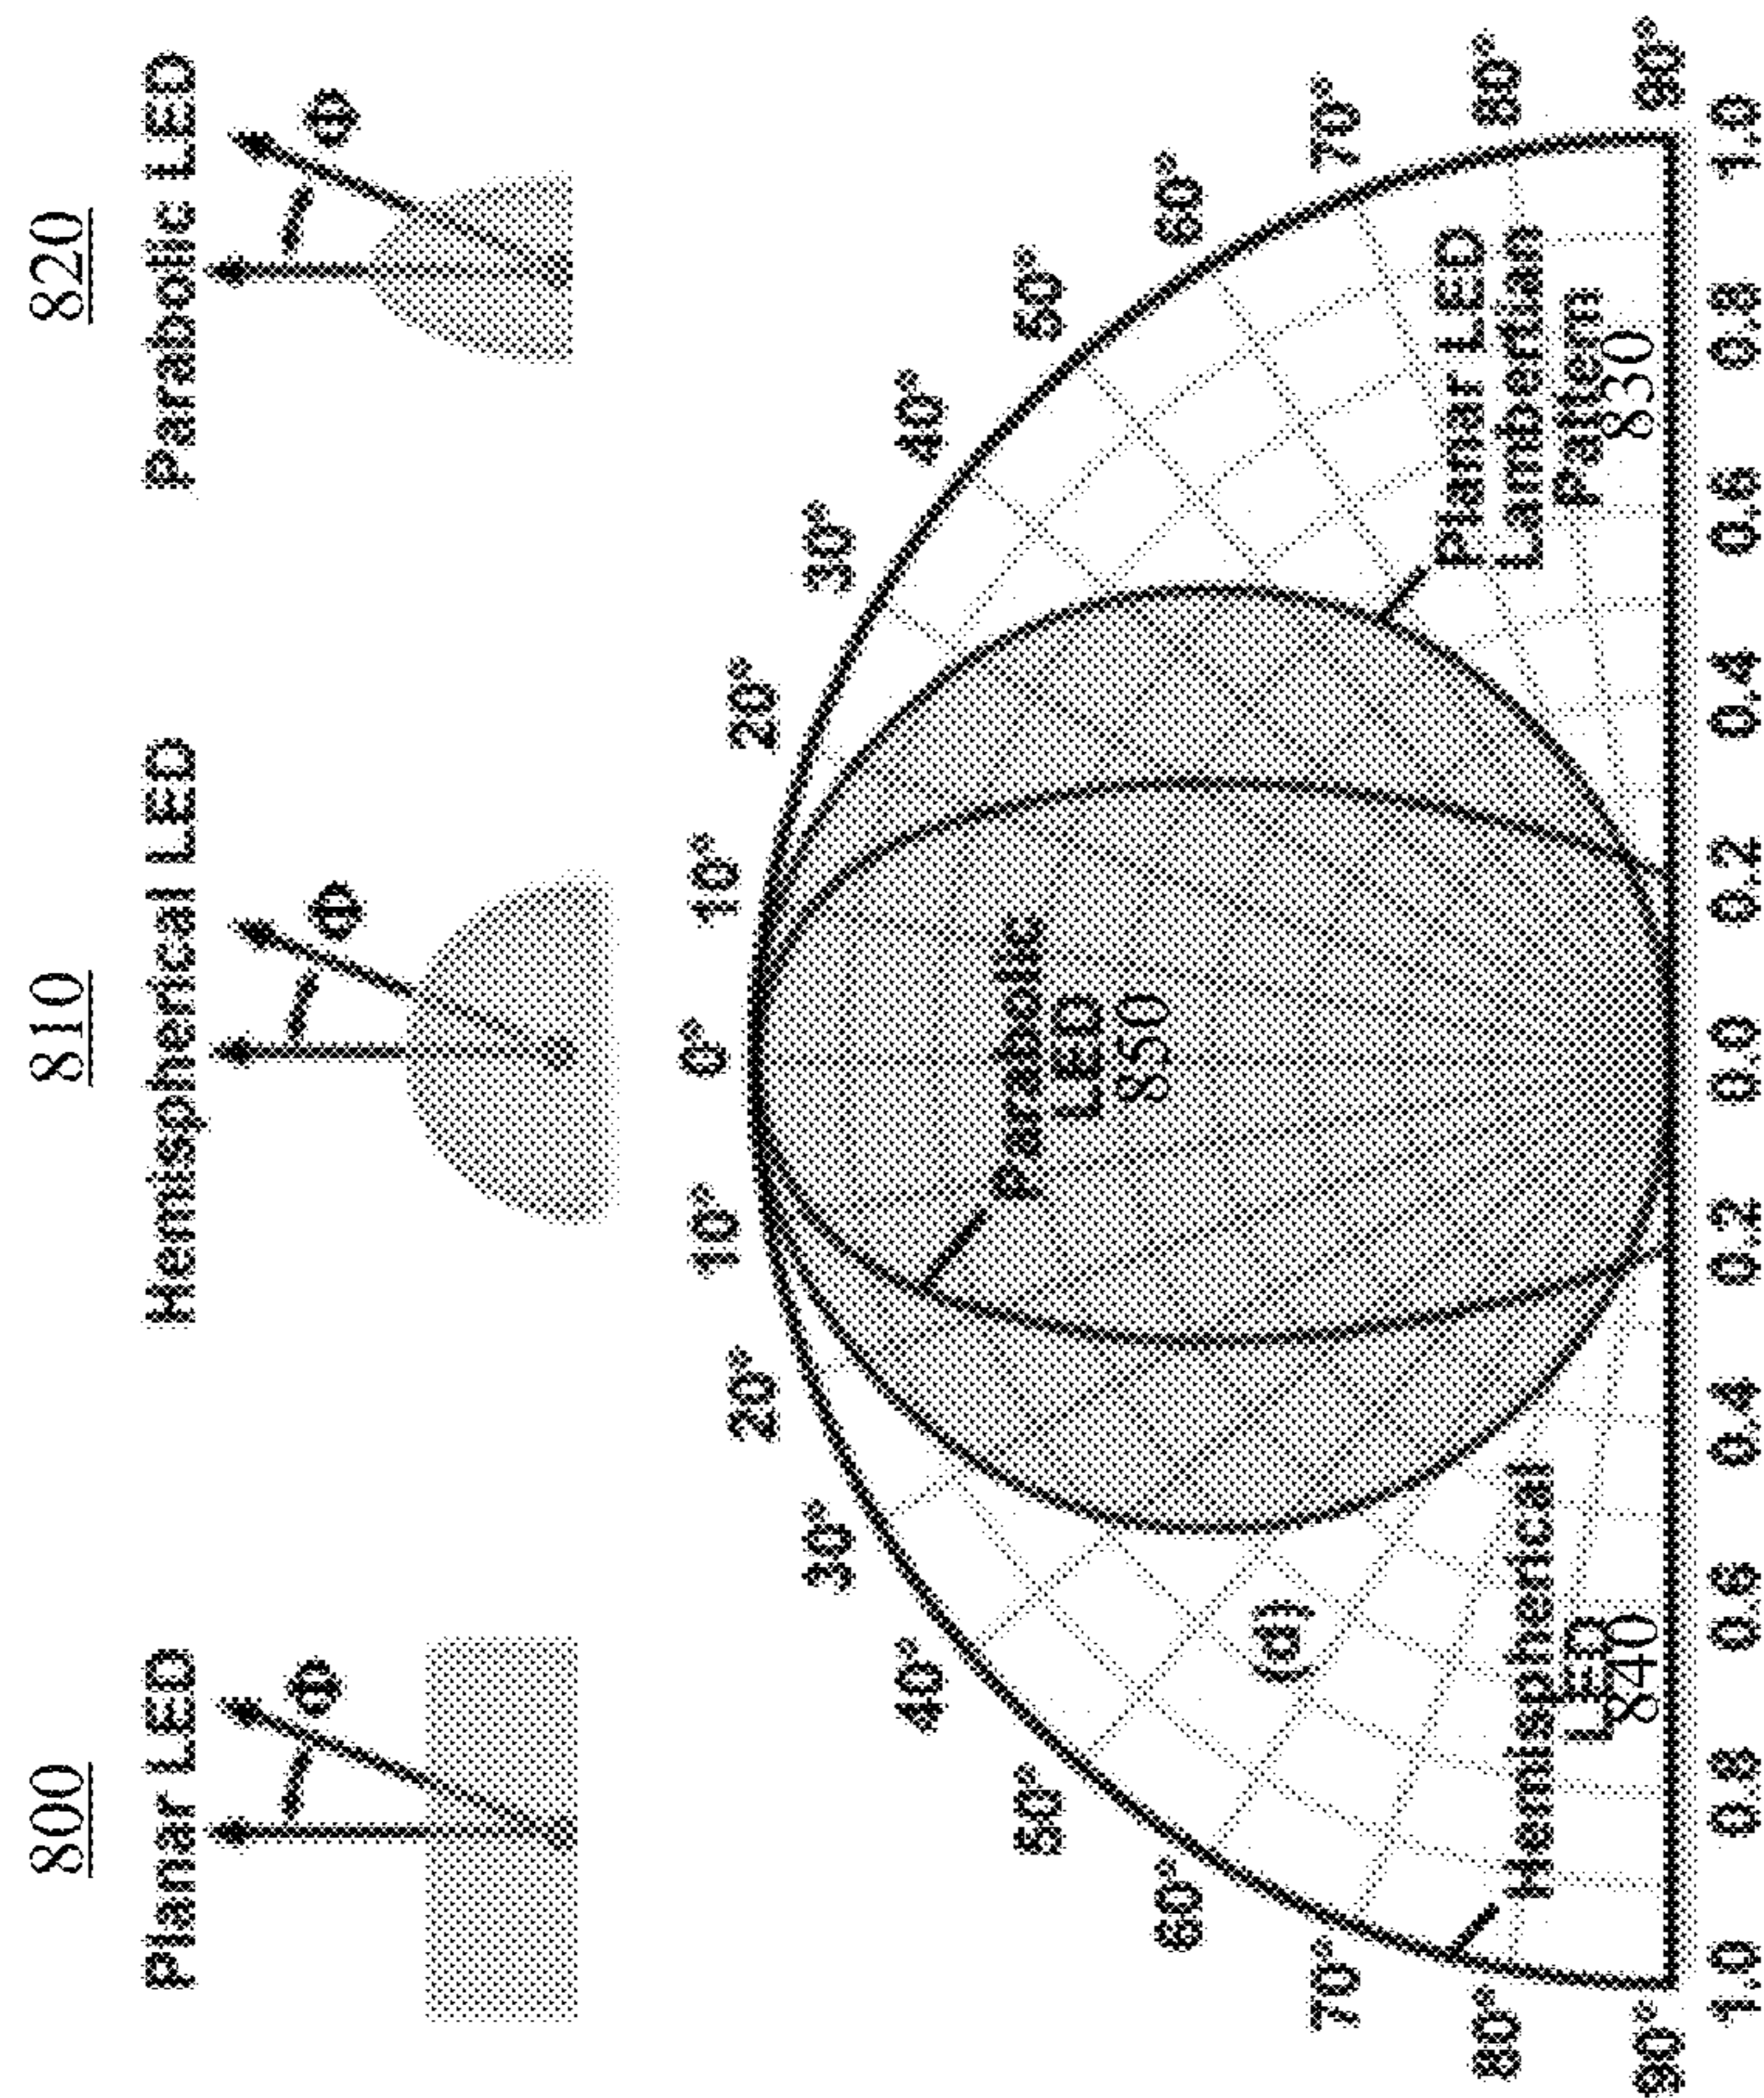 800
Planar LED
Φ
810
Hemispherical LED
Φ
820
Parabolic LED
Φ
0°
10°
20°
30°
40°
50°
60°
70°
80°
90°
10°
20°
30°
40°
50°
60°
70°
80°
90°
Parabolic
LED
850
(d)
Hemispherical
LED
840
Planar LED
Lambertian
Pattern
830
1.0 0.8 0.6 0.4 0.2 0.0 0.2 0.4 0.6 0.8 1.0